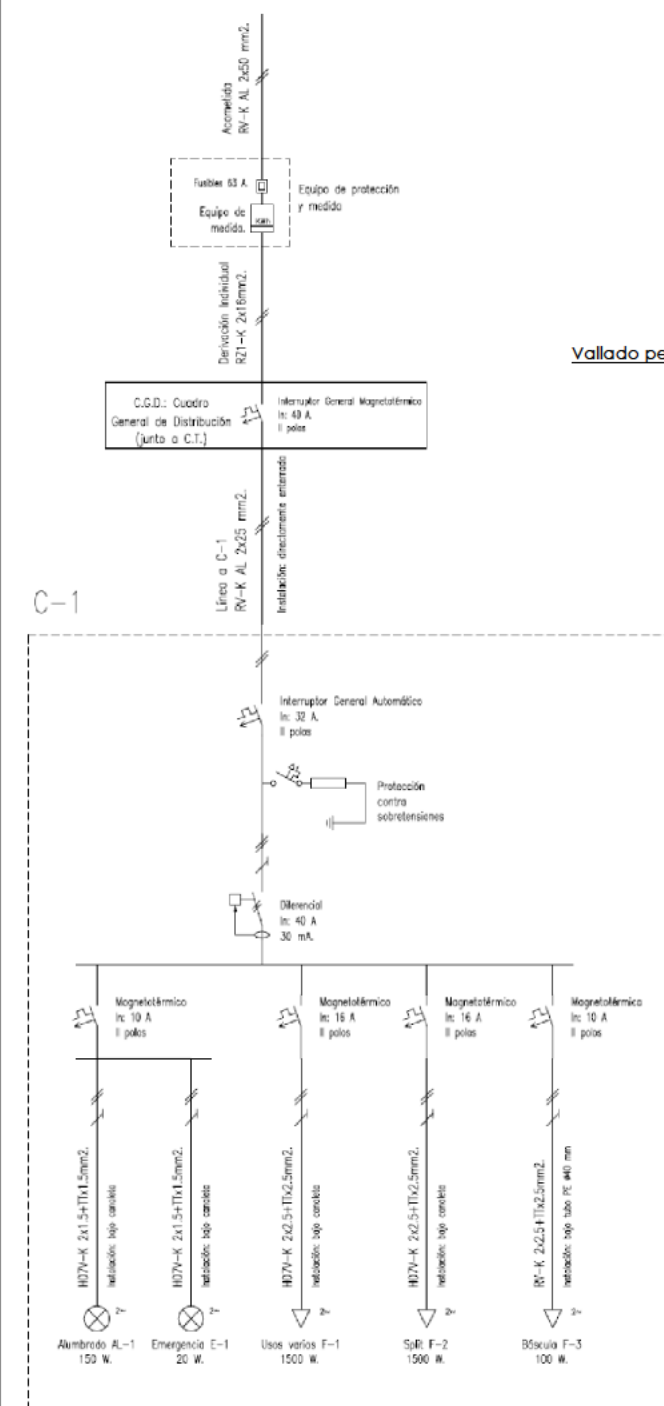 Acometida
RV-K AL 2x50 mm2.
Fusibles 63 A.
Equipo de
medida.
Equipo de protección
y medida
Derivación Individual
RZ1-K 2x16mm2.
Vallado pe
C.G.D.: Cuadro
General de Distribución
(junto a C.T.)
Interruptor General Magnetotérmico
In: 40 A.
II polos
Línea a C-1
RV-K AL 2x25 mm2.
Instalación: directamente enterrado
C-1
Interruptor General Automático
In: 32 A.
II polos
Protección
contra
sobretensiones
Diferencial
In: 40 A
30 mA.
Magnetotérmico
In: 10 A
II polos
Magnetotérmico
In: 16 A
II polos
Magnetotérmico
In: 16 A
II polos
Magnetotérmico
In: 10 A
II polos
H07V-K 2x1.5+TTx1.5mm2.
Instalación: bajo canaleta
H07V-K 2x1.5+TTx1.5mm2.
Instalación: bajo canaleta
H07V-K 2x2.5+TTx2.5mm2.
Instalación: bajo canaleta
H07V-K 2x2.5+TTx2.5mm2.
Instalación: bajo canaleta
RV-K 2x2.5+TTx2.5mm2.
Instalación: bajo tubo PE ø40 mm
2~
2~
2~
2~
2~
Alumbrado AL-1
150 W.
Emergencia E-1
20 W.
Usos varios F-1
1500 W.
Split F-2
1500 W.
Báscula F-3
100 W.